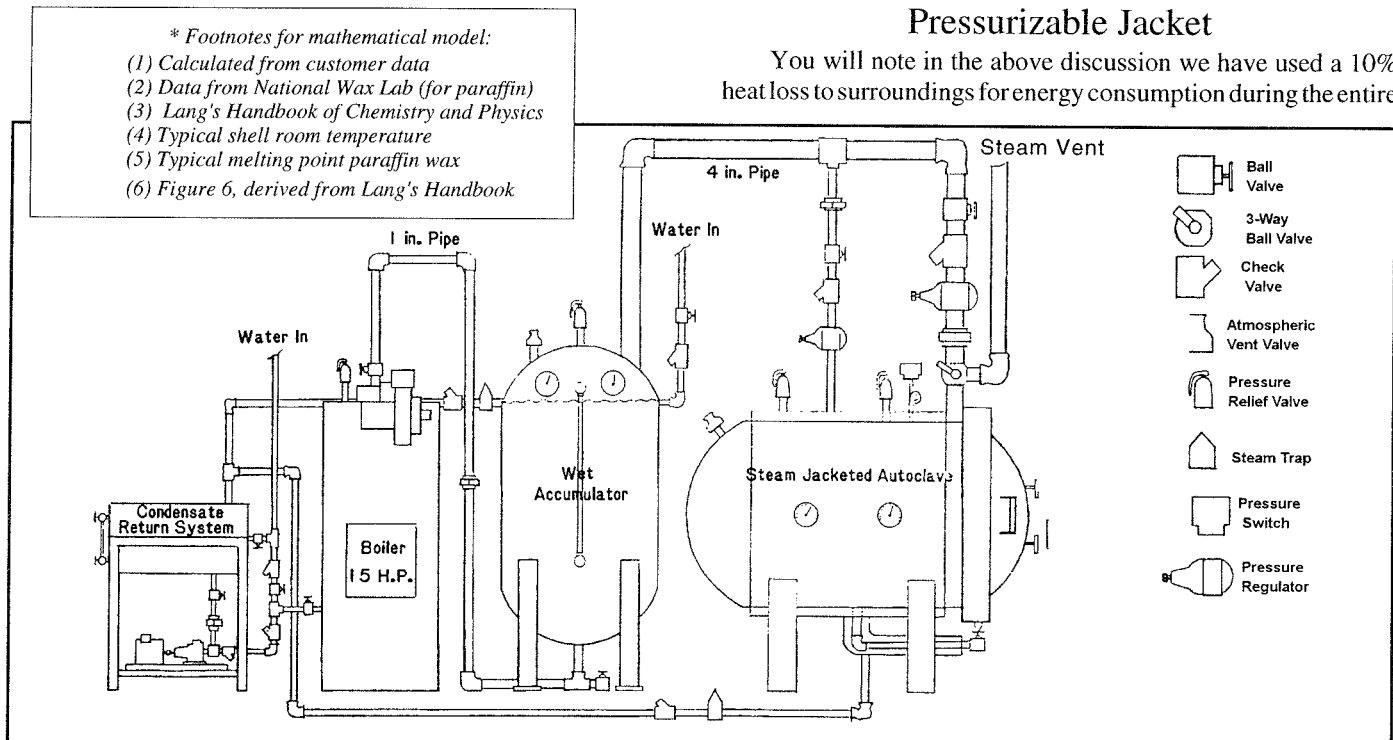 * Footnotes for mathematical model:
(1) Calculated from customer data
(2) Data from National Wax Lab (for paraffin)
(3) Lang's Handbook of Chemistry and Physics
(4) Typical shell room temperature
(5) Typical melting point paraffin wax
(6) Figure 6, derived from Lang's Handbook
Pressurizable Jacket
You will note in the above discussion we have used a 10%
heat loss to surroundings for energy consumption during the entire
Steam Vent
4 in. Pipe
1 in. Pipe
Water In
Water In
Wet
Accumulator
Steam Jacketed Autoclave
Condensate
Return System
Boiler
15 H.P.
Ball
Valve
3-Way
Ball Valve
Check
Valve
Atmospheric
Vent Valve
Pressure
Relief Valve
Steam Trap
Pressure
Switch
Pressure
Regulator